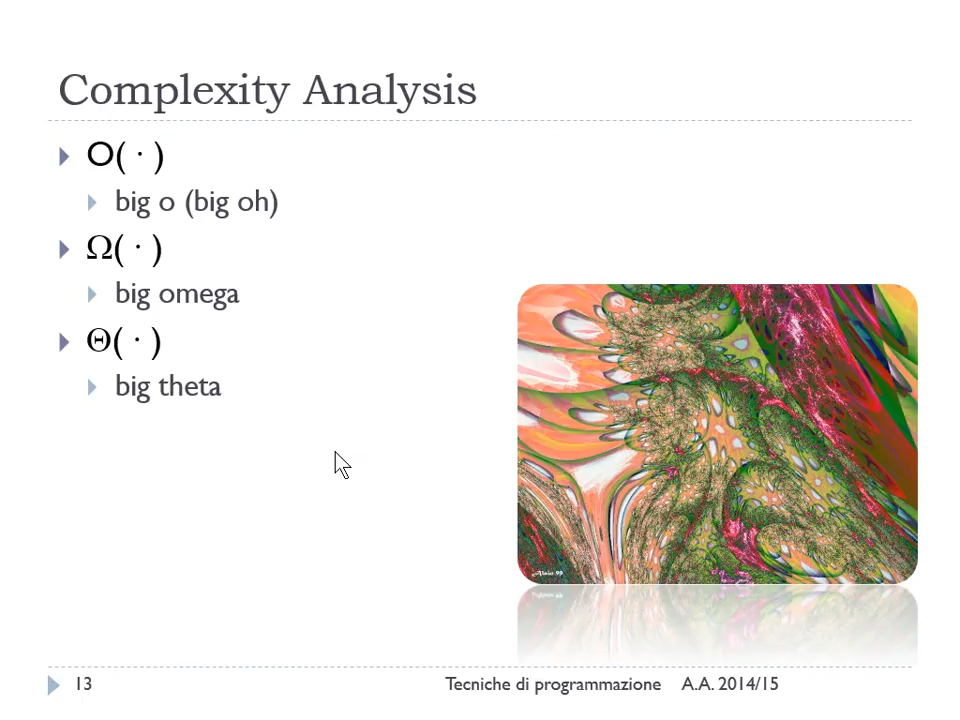 Complexity Analysis
O( · )
big o (big oh)
Ω( · )
big omega
Θ( · )
big theta
13 Tecniche di programmazione A.A. 2014/15